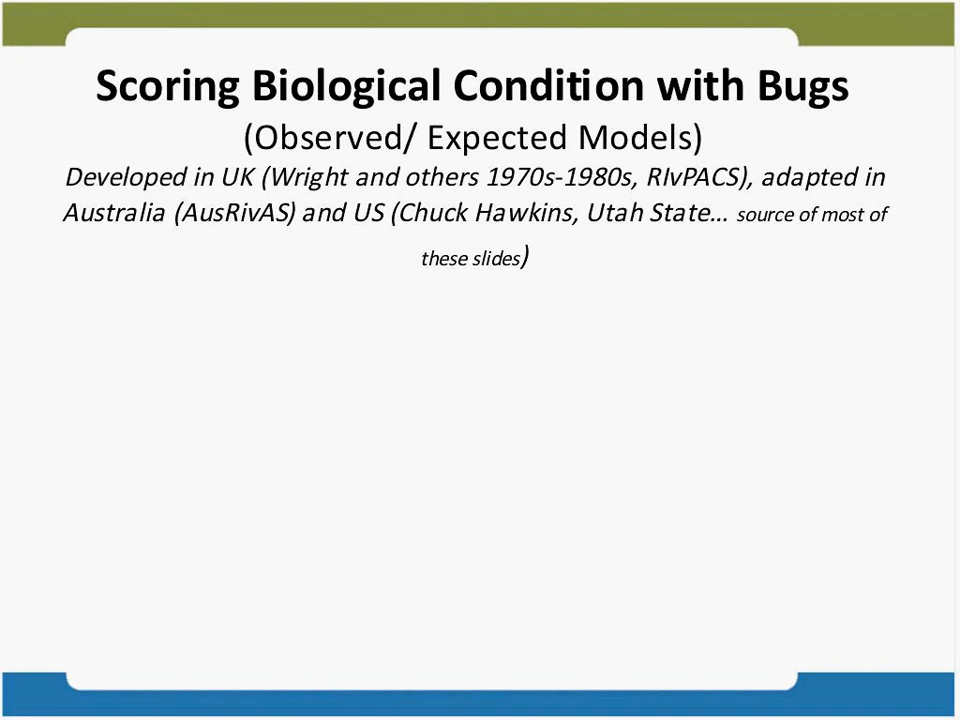 Scoring Biological Condition with Bugs
(Observed/ Expected Models)
Developed in UK (Wright and others 1970s-1980s, RIvPACS), adapted in
Australia (AusRivAS) and US (Chuck Hawkins, Utah State… source of most of
these slides)